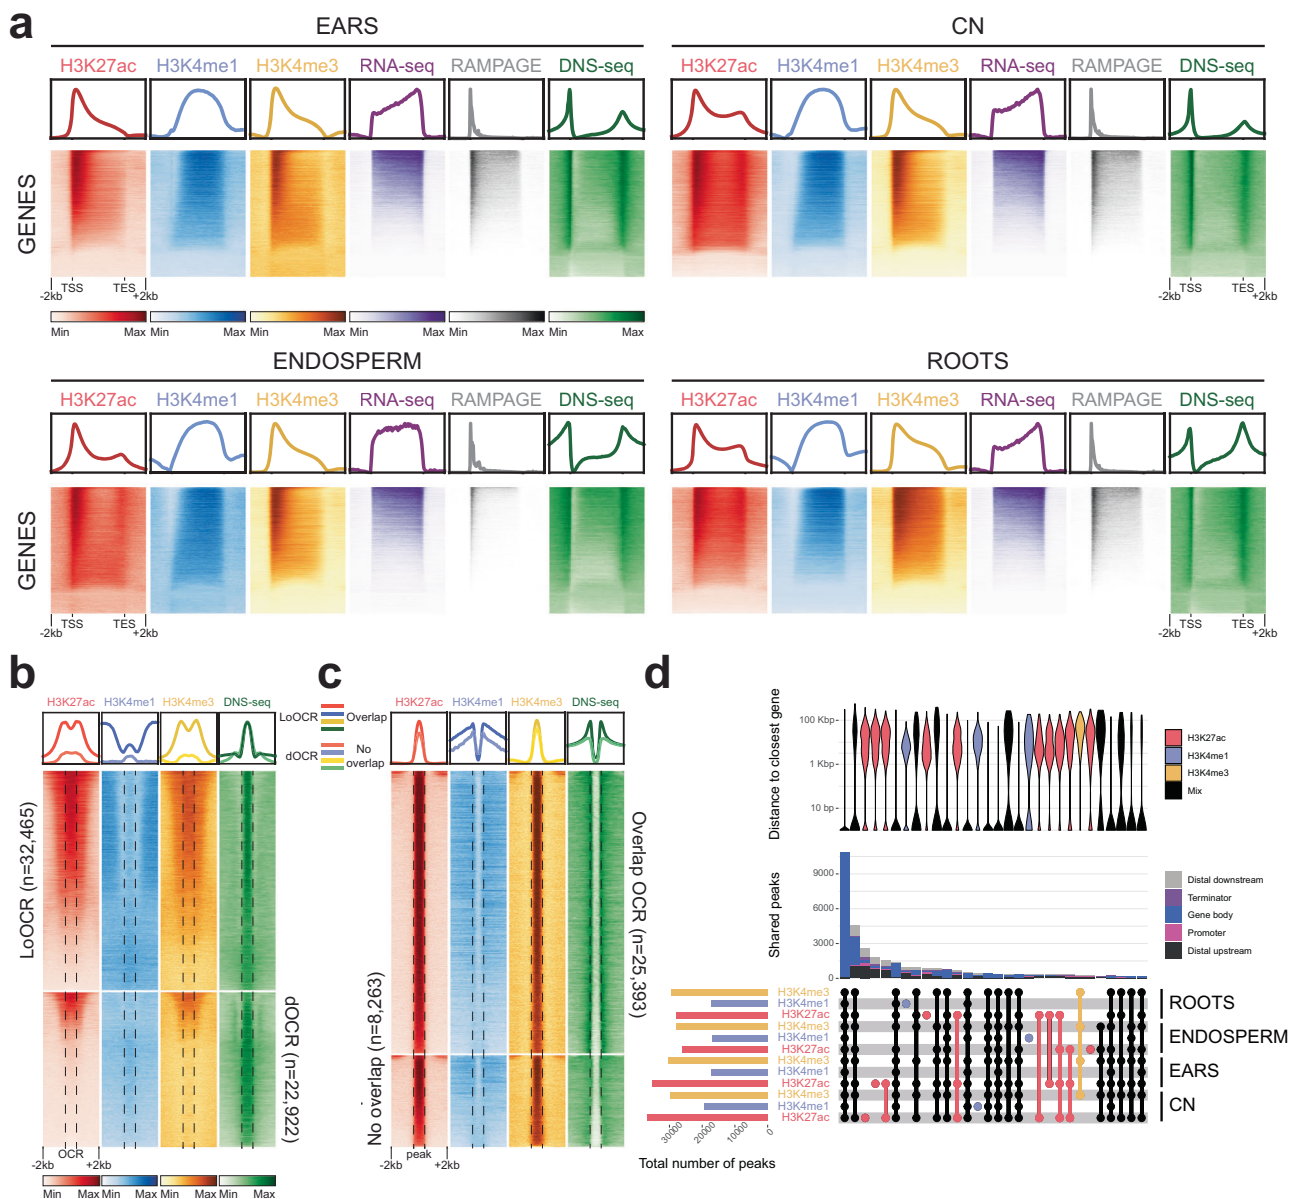 a
EARS
CN
H3K27ac H3K4me1 H3K4me3 RNA-seq RAMPAGE DNS-seq
H3K27ac H3K4me1 H3K4me3 RNA-seq RAMPAGE DNS-seq
GENES
-2kb TSS TES +2kb
-2kb TSS TES +2kb
Min Max Min Max Min Max Min Max Min Max Min Max
ENDOSPERM
ROOTS
H3K27ac H3K4me1 H3K4me3 RNA-seq RAMPAGE DNS-seq
H3K27ac H3K4me1 H3K4me3 RNA-seq RAMPAGE DNS-seq
GENES
-2kb TSS TES +2kb
-2kb TSS TES +2kb
b
H3K27ac H3K4me1 H3K4me3 DNS-seq
LoOCR
dOCR
LoOCR (n=32,465)
dOCR (n=22,922)
-2kb OCR +2kb
Min Max Min Max Min Max Min Max
c
Overlap
No
overlap
H3K27ac H3K4me1 H3K4me3 DNS-seq
Overlap OCR (n=25,393)
No overlap (n=8,263)
-2kb peak +2kb
d
Distance to closest gene
100 Kbp
1 Kbp
10 bp
H3K27ac
H3K4me1
H3K4me3
Mix
Shared peaks
9000
6000
3000
0
Distal downstream
Terminator
Gene body
Promoter
Distal upstream
H3K4me3
H3K4me1
H3K27ac
ROOTS
H3K4me3
H3K4me1
H3K27ac
ENDOSPERM
H3K4me3
H3K4me1
H3K27ac
EARS
H3K4me3
H3K4me1
H3K27ac
CN
30000 20000 10000 0
Total number of peaks